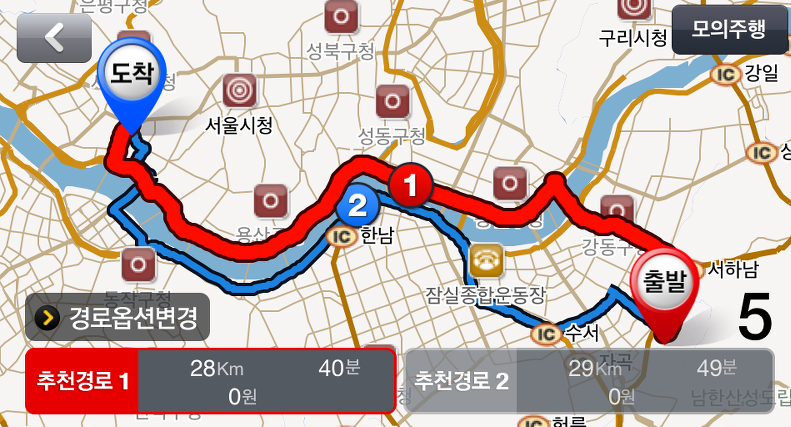 은평구청
구리시청
모의주행
성북구청
강일
도착
서울시청
성동구청
1
2
용산구
IC 한남
강동구
서하남
출발
잠실종합운동장
동작구청
5
경로옵션변경
IC 수서
자곡
추천경로 1
28Km 40분
0원
추천경로 2
29Km 49분
0원
남한산성도립
IC 헌릉